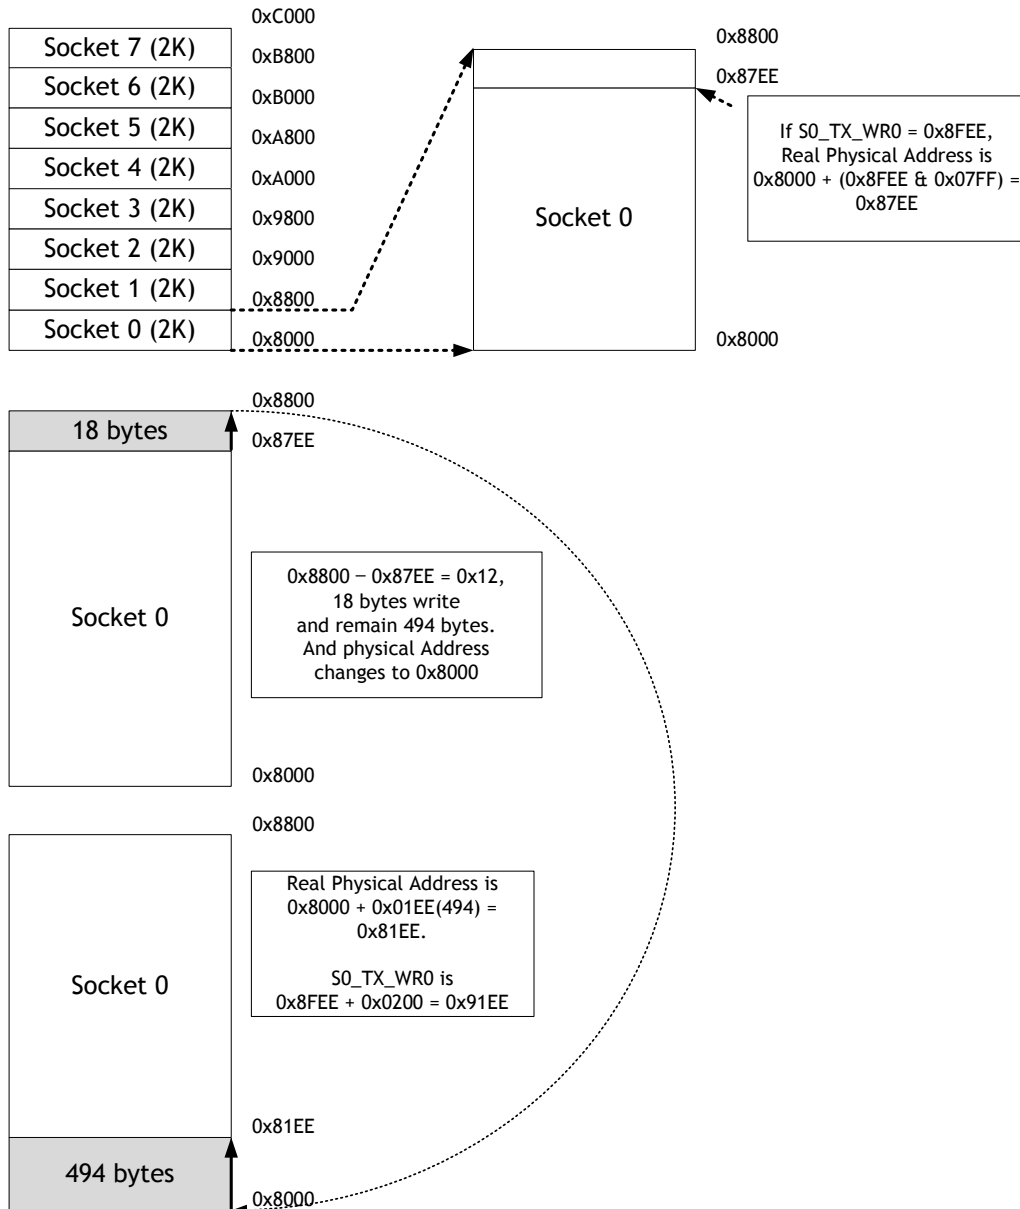 0xC000
Socket 7 (2K)
0xB800
Socket 6 (2K)
0xB000
Socket 5 (2K)
0xA800
Socket 4 (2K)
0xA000
Socket 3 (2K)
0x9800
Socket 2 (2K)
0x9000
Socket 1 (2K)
0x8800
Socket 0 (2K)
0x8000
0x8800
0x87EE
Socket 0
0x8000
If S0_TX_WR0 = 0x8FEE,
Real Physical Address is
0x8000 + (0x8FEE & 0x07FF) =
0x87EE
0x8800
18 bytes
0x87EE
Socket 0
0x8800 − 0x87EE = 0x12,
18 bytes write
and remain 494 bytes.
And physical Address
changes to 0x8000
0x8000
0x8800
Socket 0
Real Physical Address is
0x8000 + 0x01EE(494) =
0x81EE.
S0_TX_WR0 is
0x8FEE + 0x0200 = 0x91EE
0x81EE
494 bytes
0x8000